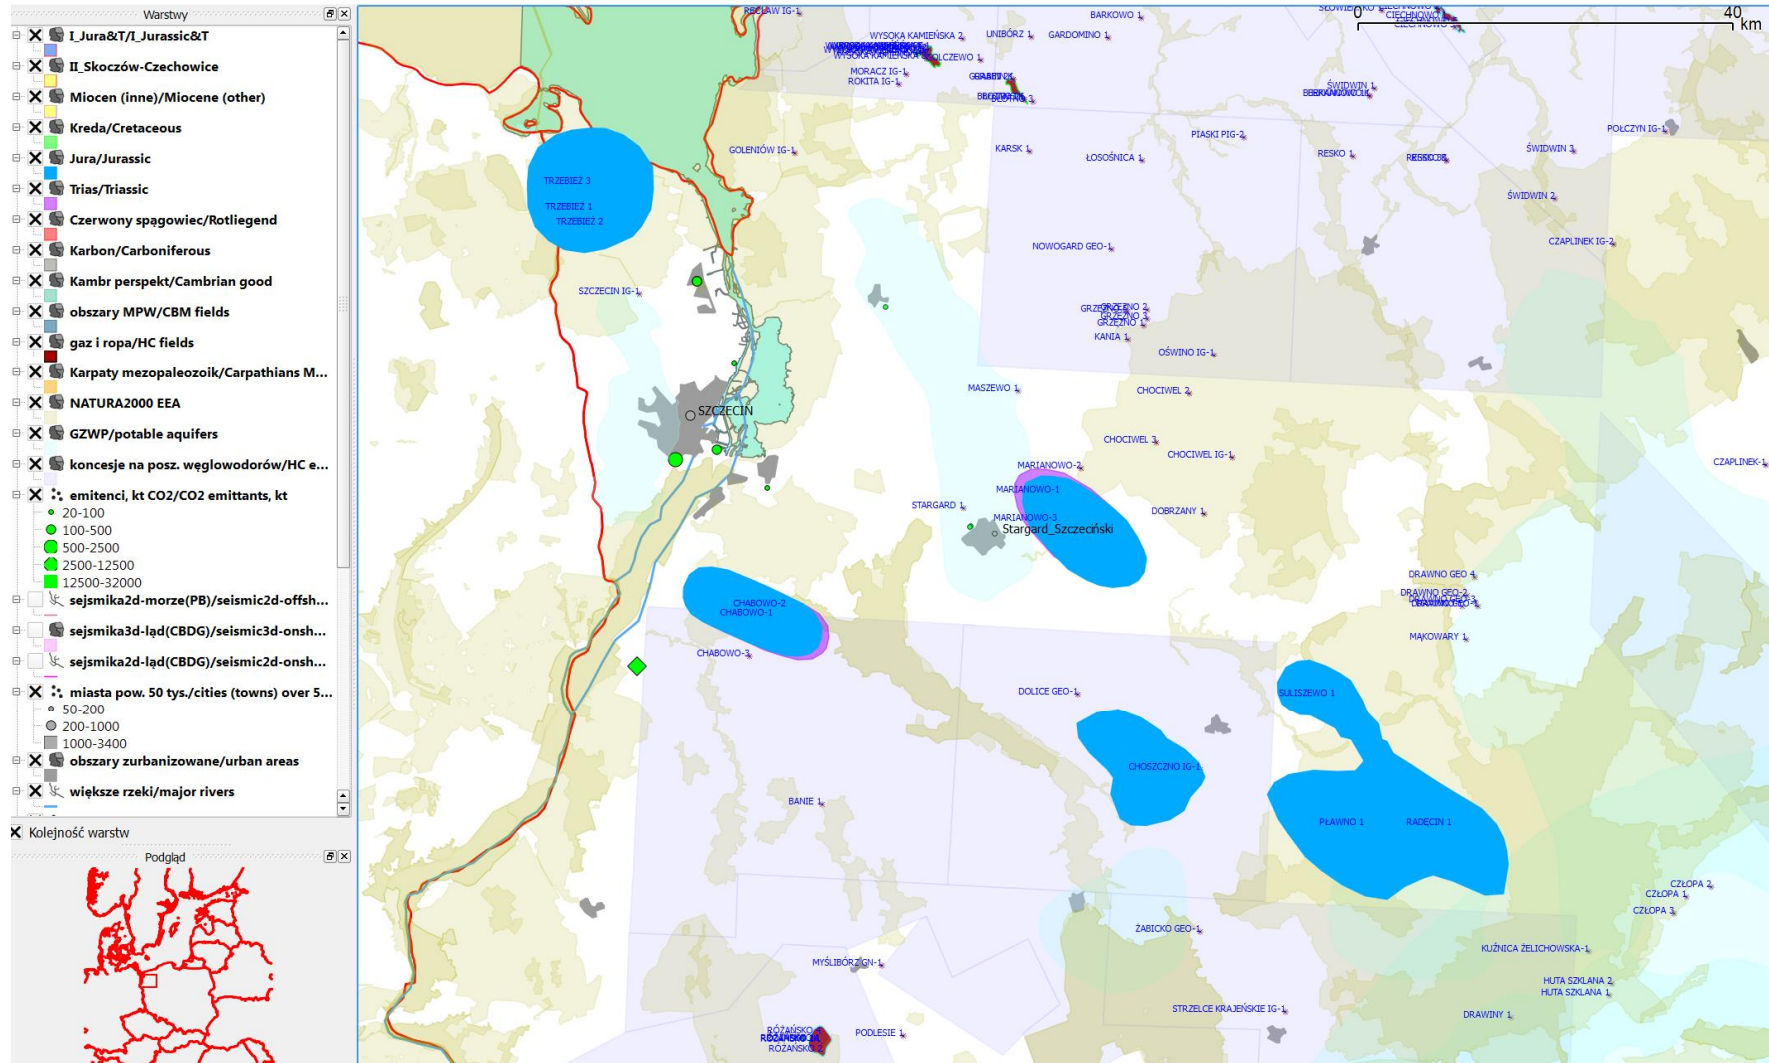 Warstwy
I_Jura&T/I_Jurassic&T
II_Skoczów-Czechowice
Miocen (inne)/Miocene (other)
Kreda/Cretaceous
Jura/Jurassic
Trias/Triassic
Czerwony spągowiec/Rotliegend
Karbon/Carboniferous
Kambr perspekt/Cambrian good
obszary MPW/CBM fields
gaz i ropa/HC fields
Karpaty mezopaleozoik/Carpathians M...
NATURA2000 EEA
GZWP/potable aquifers
koncesje na posz. węglowodorów/HC e...
emitenci, kt CO2/CO2 emittants, kt
20-100
100-500
500-2500
2500-12500
12500-32000
sejsmika2d-morze(PB)/seismic2d-offsh...
sejsmika3d-ląd(CBDG)/seismic3d-onsh...
sejsmika2d-ląd(CBDG)/seismic2d-onsh...
miasta pow. 50 tys./cities (towns) over 5...
50-200
200-1000
1000-3400
obszary zurbanizowane/urban areas
większe rzeki/major rivers
Kolejność warstw
Podgląd
RECŁAW IG-1
BARKOWO 1
0
40
km
WYSOKA KAMIEŃSKA 2
UNIBÓRZ 1
GARDOMINO 1
MORACZ IG-1
ROKITA IG-1
ŚWIDWIN 1
POŁCZYN IG-1
PIASKI PIG-2
GOLENIÓW IG-1
KARSK 1
ŁOSOŚNICA 1
RESKO 1
ŚWIDWIN 3
TRZEBIEŻ 3
ŚWIDWIN 2
TRZEBIEŻ 1
TRZEBIEŻ 2
NOWOGARD GEO-1
CZAPLINEK IG-2
SZCZECIN IG-1
GRZĘZNO 2
GRZĘZNO 3
GRZĘZNO 1
KANIA 1
OŚWINO IG-1
MASZEWO 1
CHOCIWEL 2
SZCZECIN
CHOCIWEL 3
CHOCIWEL IG-1
CZAPLINEK-1
MARIANOWO-2
MARIANOWO-1
STARGARD 1
MARIANOWO-3
DOBRZANY 1
Stargard_Szczeciński
DRAWNO GEO 4
DRAWNO GEO-2
CHABOWO-2
CHABOWO-1
MĄKOWARY 1
CHABOWO-3
DOLICE GEO-1
SULISZEWO 1
CHOSZCZNO IG-1
BANIE 1
PŁAWNO 1
RADĘCIN 1
CZŁOPA 2
CZŁOPA 1
CZŁOPA 3
ŻABICKO GEO-1
KUŹNICA ŻELICHOWSKA-1
MYŚLIBÓRZ GN-1
HUTA SZKLANA 2
HUTA SZKLANA 1
STRZELCE KRAJEŃSKIE IG-1
DRAWINY 1
PODLESIE 1
RÓŻAŃSKO 2